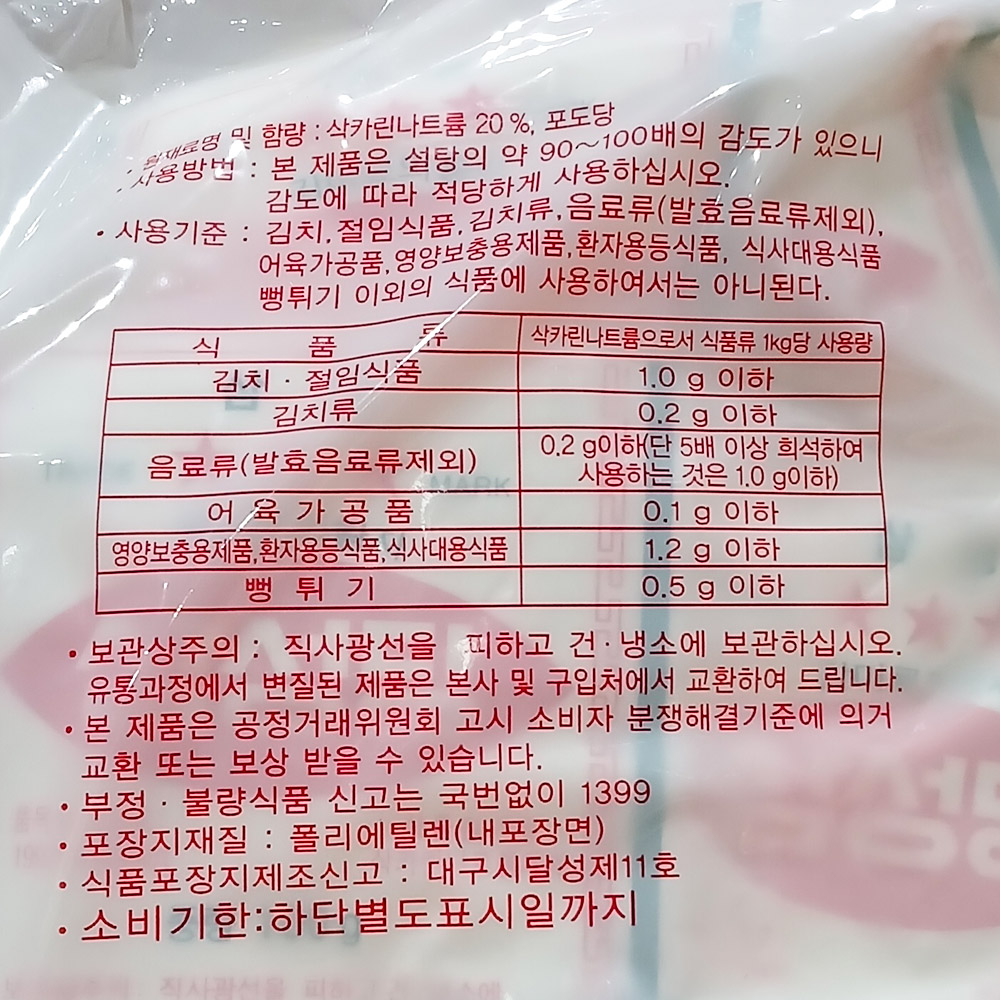 원재료명 및 함량 : 삭카린나트륨 20 %, 포도당
· 사용방법 : 본 제품은 설탕의 약 90~100배의 감도가 있으니
감도에 따라 적당하게 사용하십시오.
· 사용기준 : 김치, 절임식품, 김치류, 음료류(발효음료류제외),
어육가공품, 영양보충용제품, 환자용등식품, 식사대용식품
뻥튀기 이외의 식품에 사용하여서는 아니된다.
식 품 류 삭카린나트륨으로서 식품류 1kg당 사용량
김치 · 절임식품 1.0 g 이하
김치류 0.2 g 이하
음료류(발효음료류제외) 0.2 g이하(단 5배 이상 희석하여
사용하는 것은 1.0 g이하)
어 육 가 공 품 0.1 g 이하
영양보충용제품,환자용등식품,식사대용식품 1.2 g 이하
뻥 튀 기 0.5 g 이하
· 보관상주의 : 직사광선을 피하고 건·냉소에 보관하십시오.
유통과정에서 변질된 제품은 본사 및 구입처에서 교환하여 드립니다.
· 본 제품은 공정거래위원회 고시 소비자 분쟁해결기준에 의거
교환 또는 보상 받을 수 있습니다.
· 부정 · 불량식품 신고는 국번없이 1399
· 포장지재질 : 폴리에틸렌(내포장면)
· 식품포장지제조신고 : 대구시달성제11호
· 소비기한:하단별도표시일까지